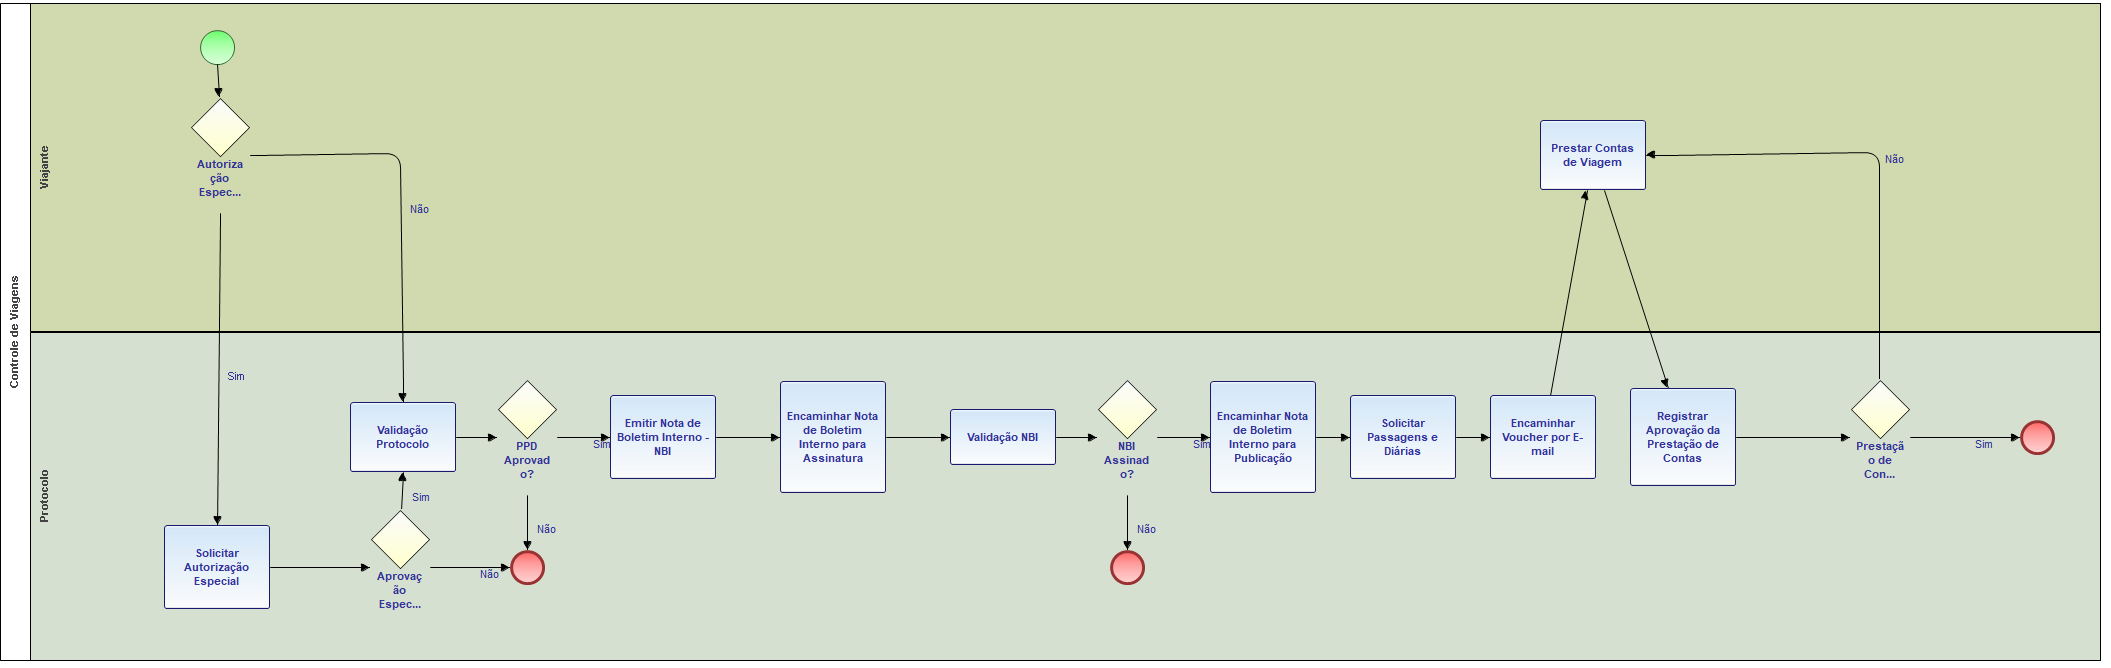 Controle de Viagens
Viajante
Autoriza
ção
Espec...
Não
Sim
Prestar Contas
de Viagem
Não
Protocolo
Solicitar
Autorização
Especial
Aprovaç
ão
Espec...
Sim
Não
Validação
Protocolo
PPD
Aprovad
o?
Sim
Não
Emitir Nota de
Boletim Interno -
NBI
Encaminhar Nota
de Boletim
Interno para
Assinatura
Validação NBI
NBI
Assinad
o?
Sim
Não
Encaminhar Nota
de Boletim
Interno para
Publicação
Solicitar
Passagens e
Diárias
Encaminhar
Voucher por E-
mail
Registrar
Aprovação da
Prestação de
Contas
Prestaçã
o de
Con...
Sim